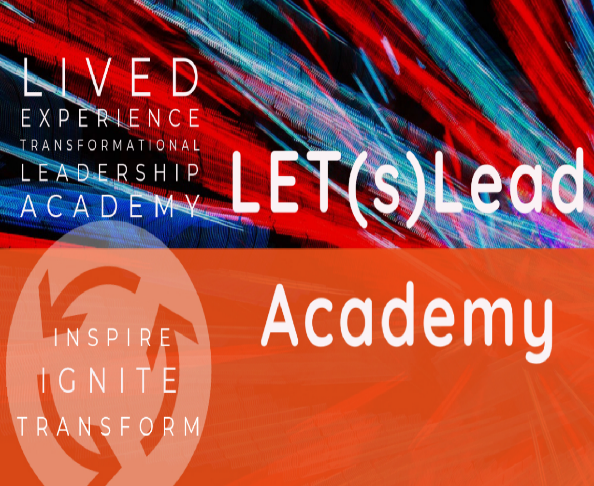 LIVED
EXPERIENCE
TRANSFORMATIONAL
LEADERSHIP
ACADEMY
LET(s)Lead
Academy
INSPIRE
IGNITE
TRANSFORM